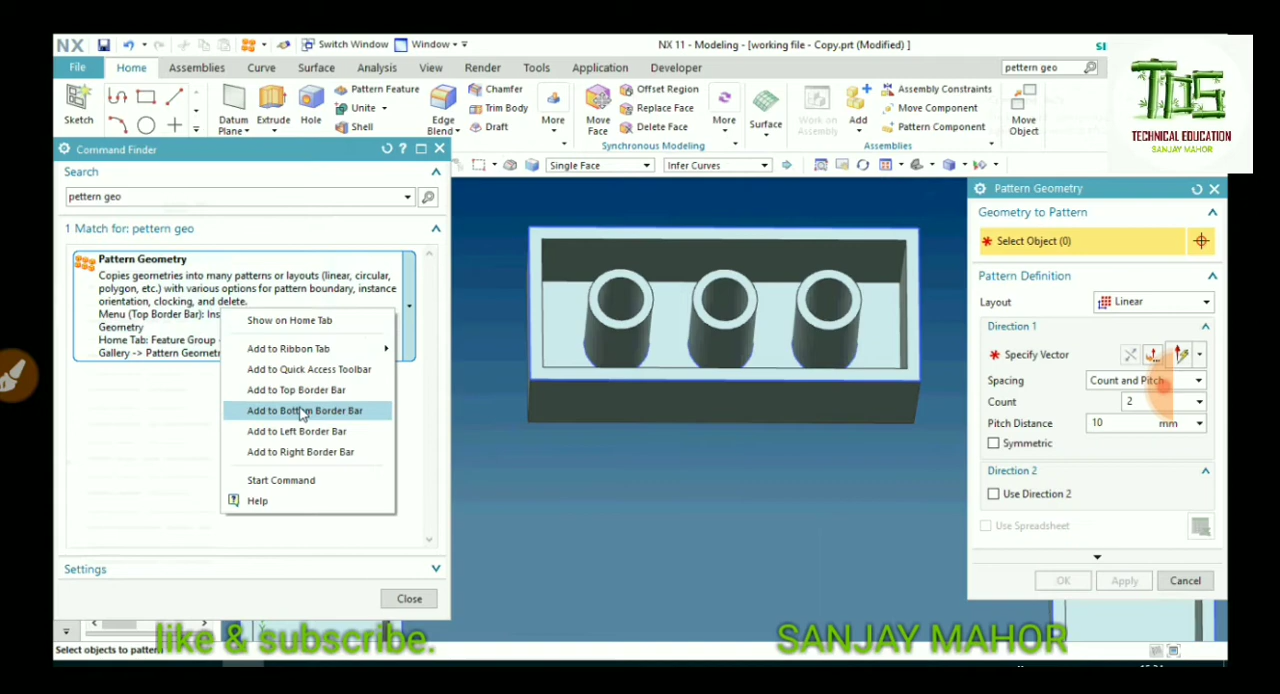 NX
Switch Window
Window
NX 11 - Modeling - [working file - Copy.prt (Modified) ]
SI
File
Home
Assemblies
Curve
Surface
Analysis
View
Render
Tools
Application
Developer
pettern geo
Sketch
Datum Plane
Extrude
Hole
Pattern Feature
Unite
Shell
Edge Blend
Chamfer
Trim Body
Draft
More
Move Face
Offset Region
Replace Face
Delete Face
More
Synchronous Modeling
Surface
Work on Assembly
Add
Assembly Constraints
Move Component
Pattern Component
Assemblies
Move Object
TDS
TECHNICAL EDUCATION
SANJAY MAHOR
Single Face
Infer Curves
Command Finder
Search
pettern geo
1 Match for: pettern geo
Pattern Geometry
Copies geometries into many patterns or layouts (linear, circular,
polygon, etc.) with various options for pattern boundary, instance
orientation, clocking, and delete.
Menu (Top Border Bar): Ins
Geometry
Home Tab: Feature Group -
Gallery -> Pattern Geometr
Show on Home Tab
Add to Ribbon Tab
Add to Quick Access Toolbar
Add to Top Border Bar
Add to Bottom Border Bar
Add to Left Border Bar
Add to Right Border Bar
Start Command
Help
Settings
Close
Pattern Geometry
Geometry to Pattern
Select Object (0)
Pattern Definition
Layout
Linear
Direction 1
Specify Vector
Spacing
Count and Pitch
Count
2
Pitch Distance
10 mm
Symmetric
Direction 2
Use Direction 2
Use Spreadsheet
OK
Apply
Cancel
like & subscribe.
SANJAY MAHOR
Select objects to pattern